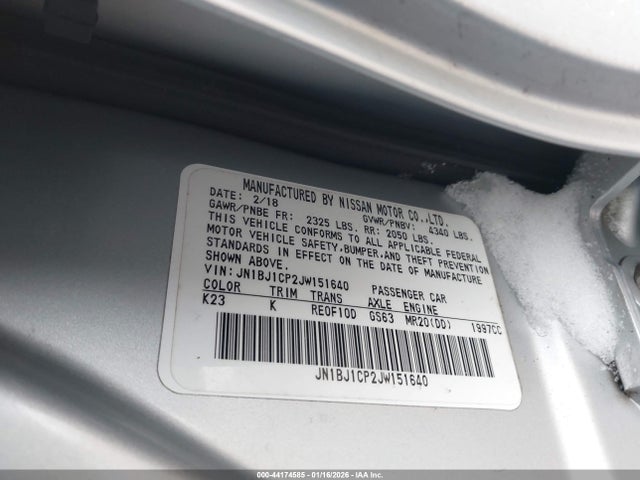 MANUFACTURED BY NISSAN MOTOR CO.,LTD.
DATE: 2/18 GVWR/PNBV: 4340 LBS.
GAWR/PNBE FR: 2325 LBS. RR: 2050 LBS.
THIS VEHICLE CONFORMS TO ALL APPLICABLE FEDERAL
MOTOR VEHICLE SAFETY,BUMPER,AND THEFT PREVENTION
STANDARDS IN EFFECT ON THE DATE OF MANUFACTURE
SHOWN ABOVE.
VIN: JN1BJ1CP2JW151640 PASSENGER CAR
COLOR TRIM TRANS AXLE ENGINE
K23 K RE0F10D GS63 MR20(DD) 1997CC
JN1BJ1CP2JW151640
000-44174585 - 01/16/2026 - IAA Inc.